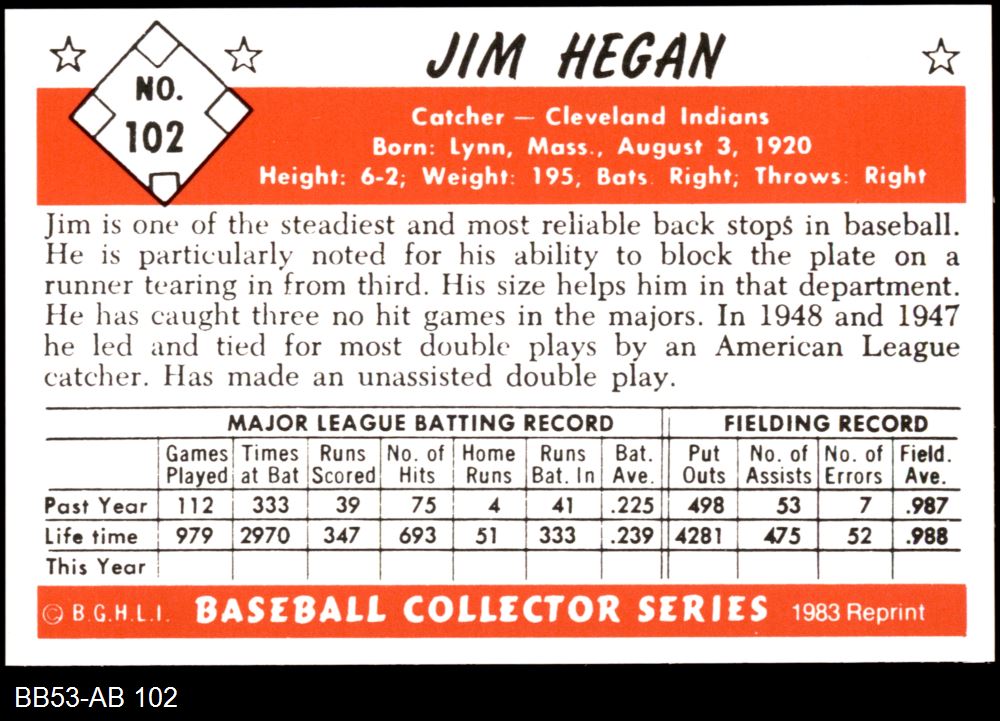 JIM HEGAN
NO.
102
Catcher — Cleveland Indians
Born: Lynn, Mass., August 3, 1920
Height: 6-2; Weight: 195, Bats Right; Throws: Right
Jim is one of the steadiest and most reliable back stops in baseball.
He is particularly noted for his ability to block the plate on a
runner tearing in from third. His size helps him in that department.
He has caught three no hit games in the majors. In 1948 and 1947
he led and tied for most double plays by an American League
catcher. Has made an unassisted double play.
MAJOR LEAGUE BATTING RECORD FIELDING RECORD
Games Times Runs No. of Home Runs Bat. Put No. of No. of Field.
Played at Bat Scored Hits Runs Bat. In Ave. Outs Assists Errors Ave.
Past Year 112 333 39 75 4 41 .225 498 53 7 .987
Life time 979 2970 347 693 51 333 .239 4281 475 52 .988
This Year
© B.G.H.L.I. BASEBALL COLLECTOR SERIES 1983 Reprint
BB53-AB 102